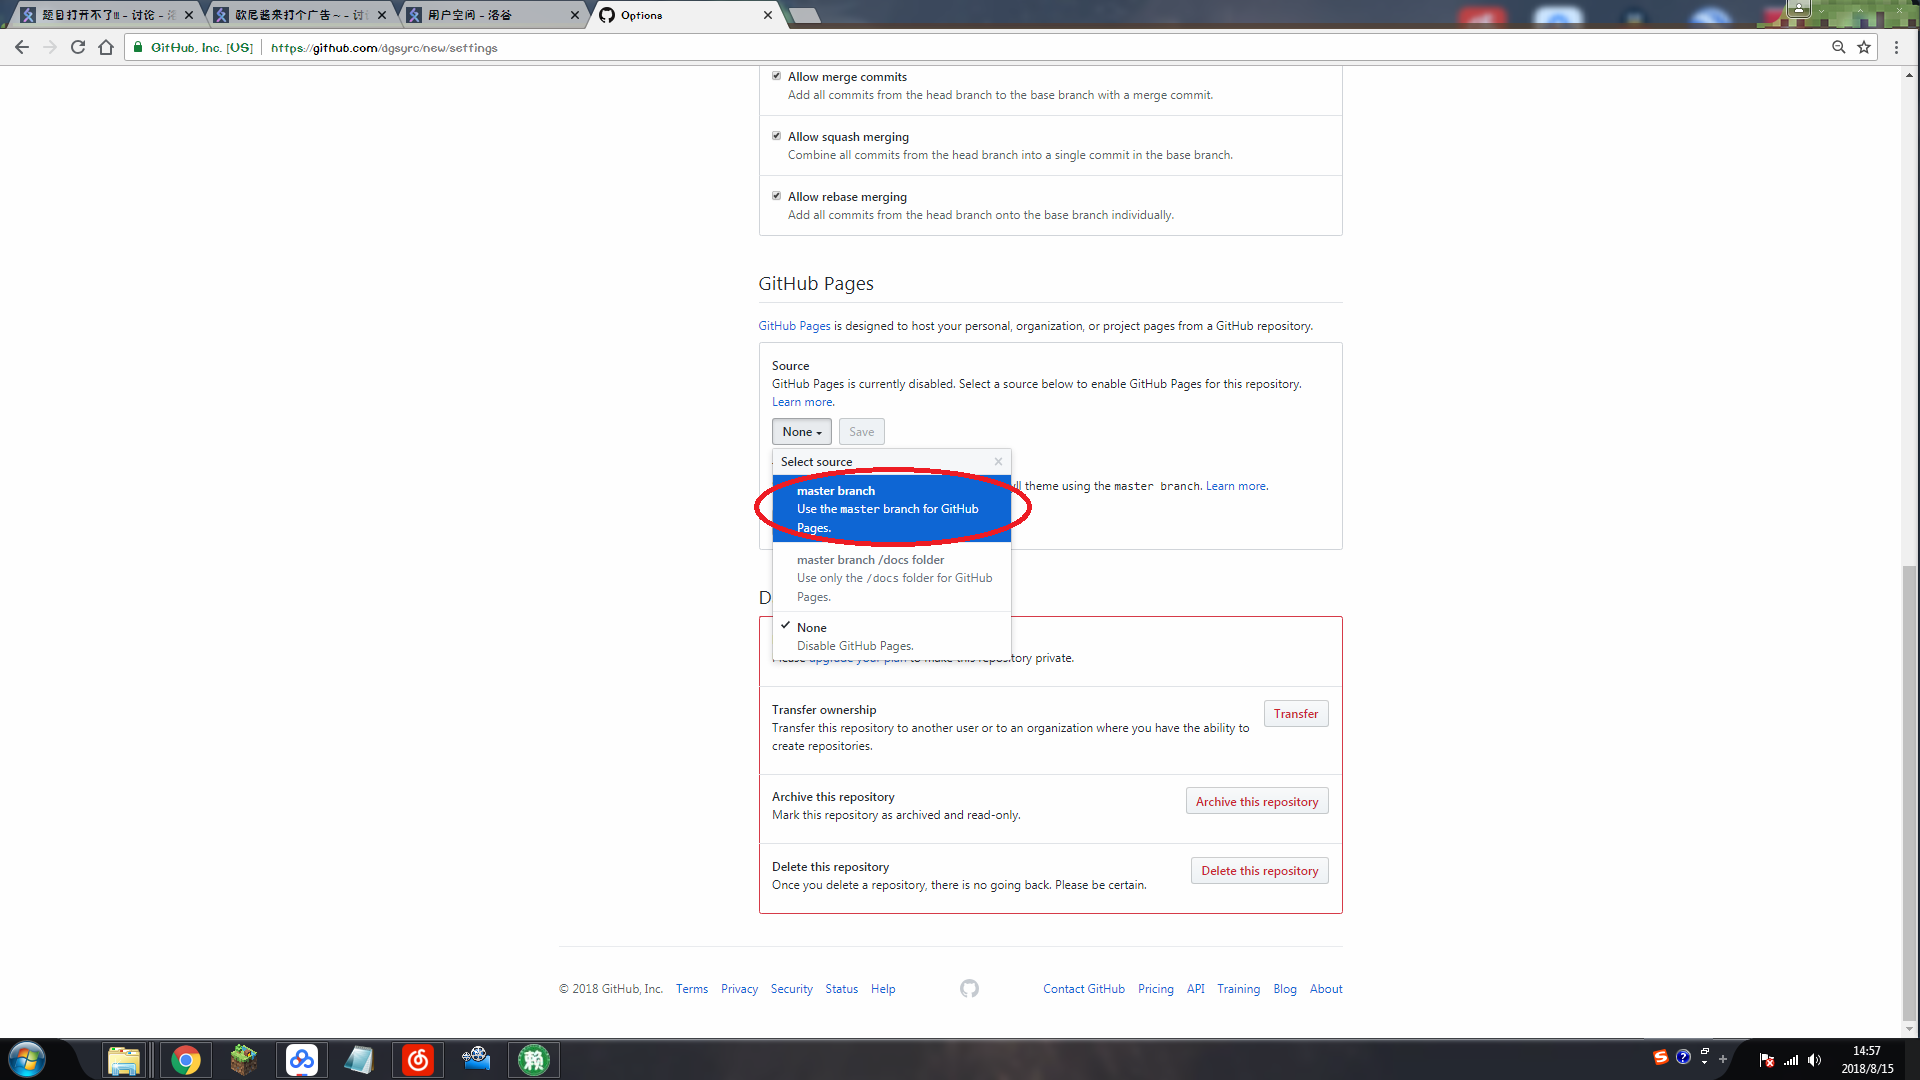 题目打开不了!!! - 讨论 - 洛
欧尼酱来打个广告~ - 讨
用户空间 - 洛谷
Options
GitHub, Inc. [US]
https://github.com/dgsyrc/new/settings
Allow merge commits
Add all commits from the head branch to the base branch with a merge commit.
Allow squash merging
Combine all commits from the head branch into a single commit in the base branch.
Allow rebase merging
Add all commits from the head branch onto the base branch individually.
GitHub Pages
GitHub Pages is designed to host your personal, organization, or project pages from a GitHub repository.
Source
GitHub Pages is currently disabled. Select a source below to enable GitHub Pages for this repository.
Learn more.
None
Save
Select source
master branch
Use the master branch for GitHub
Pages.
theme using the master branch. Learn more.
master branch /docs folder
Use only the /docs folder for GitHub
Pages.
D
None
Disable GitHub Pages.
Please upgrade your plan to make this repository private.
Transfer ownership
Transfer this repository to another user or to an organization where you have the ability to
create repositories.
Transfer
Archive this repository
Mark this repository as archived and read-only.
Archive this repository
Delete this repository
Once you delete a repository, there is no going back. Please be certain.
Delete this repository
© 2018 GitHub, Inc. Terms Privacy Security Status Help
Contact GitHub Pricing API Training Blog About
赖
14:57
2018/8/15